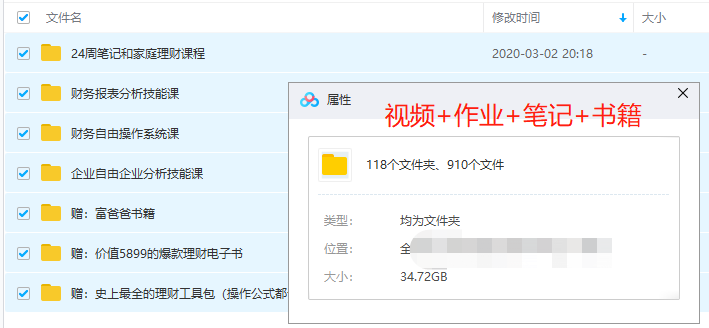 文件名 修改时间 大小
24周笔记和家庭理财课程 2020-03-02 20:18 -
财务报表分析技能课
财务自由操作系统课
企业自由企业分析技能课
赠：富爸爸书籍
赠：价值5899的爆款理财电子书
赠：史上最全的理财工具包（操作公式都
属性
视频+作业+笔记+书籍
118个文件夹、910个文件
类型： 均为文件夹
位置： 全
大小： 34.72GB